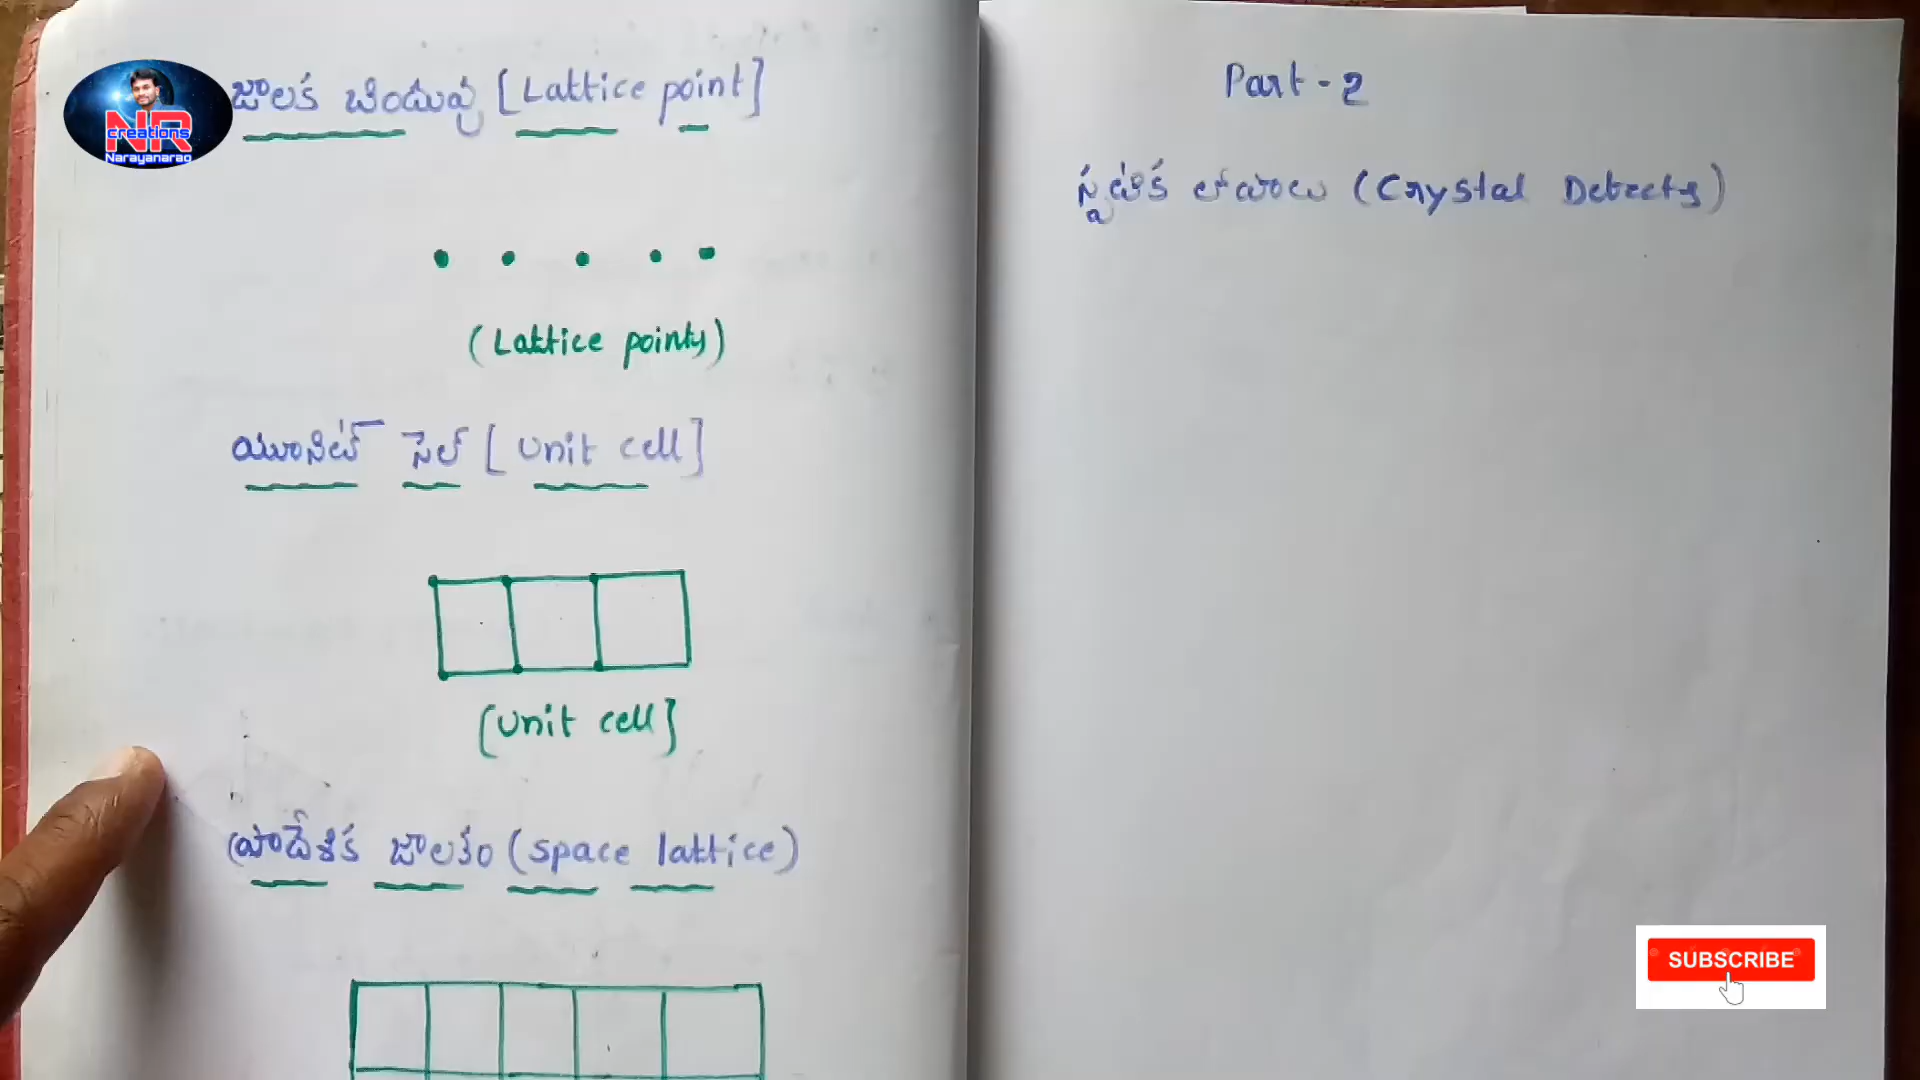 జాలక బిందువు [Lattice point]
(Lattice points)
యూనిట్ సెల్ [Unit cell]
[Unit cell]
ప్రాదేశిక జాలకం (space lattice)
NR
creations
Narayanarao
Part - 2
స్ఫటిక లోపాలు (Crystal Defects)
SUBSCRIBE